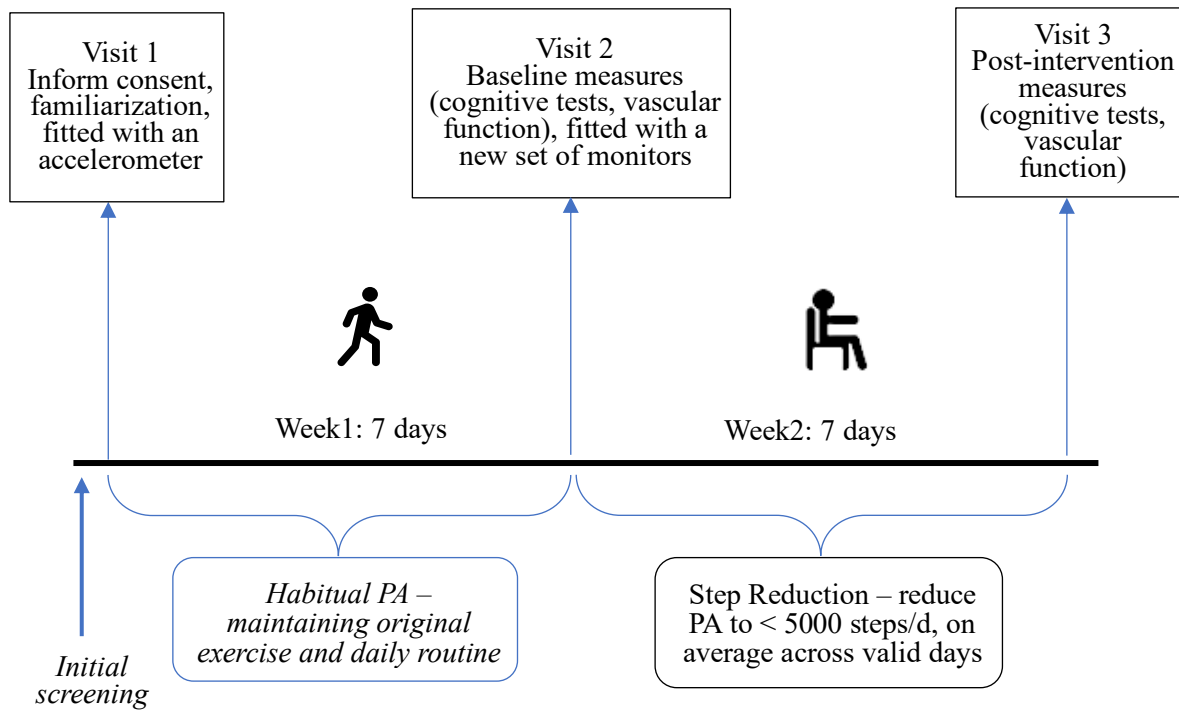 Visit 1
Inform consent,
familiarization,
fitted with an
accelerometer
Visit 2
Baseline measures
(cognitive tests, vascular
function), fitted with a
new set of monitors
Visit 3
Post-intervention
measures
(cognitive tests,
vascular
function)
Week1: 7 days
Week2: 7 days
Habitual PA –
maintaining original
exercise and daily routine
Step Reduction – reduce
PA to < 5000 steps/d, on
average across valid days
Initial
screening